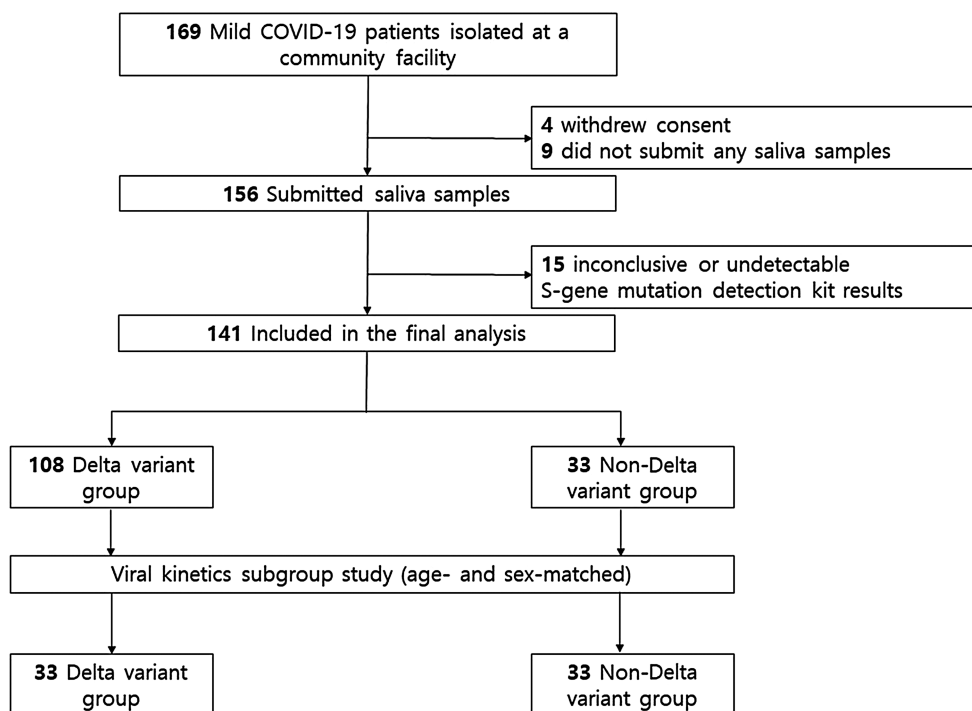 169 Mild COVID-19 patients isolated at a
community facility
4 withdrew consent
9 did not submit any saliva samples
156 Submitted saliva samples
15 inconclusive or undetectable
S-gene mutation detection kit results
141 Included in the final analysis
108 Delta variant
group
33 Non-Delta
variant group
Viral kinetics subgroup study (age- and sex-matched)
33 Delta variant
group
33 Non-Delta
variant group